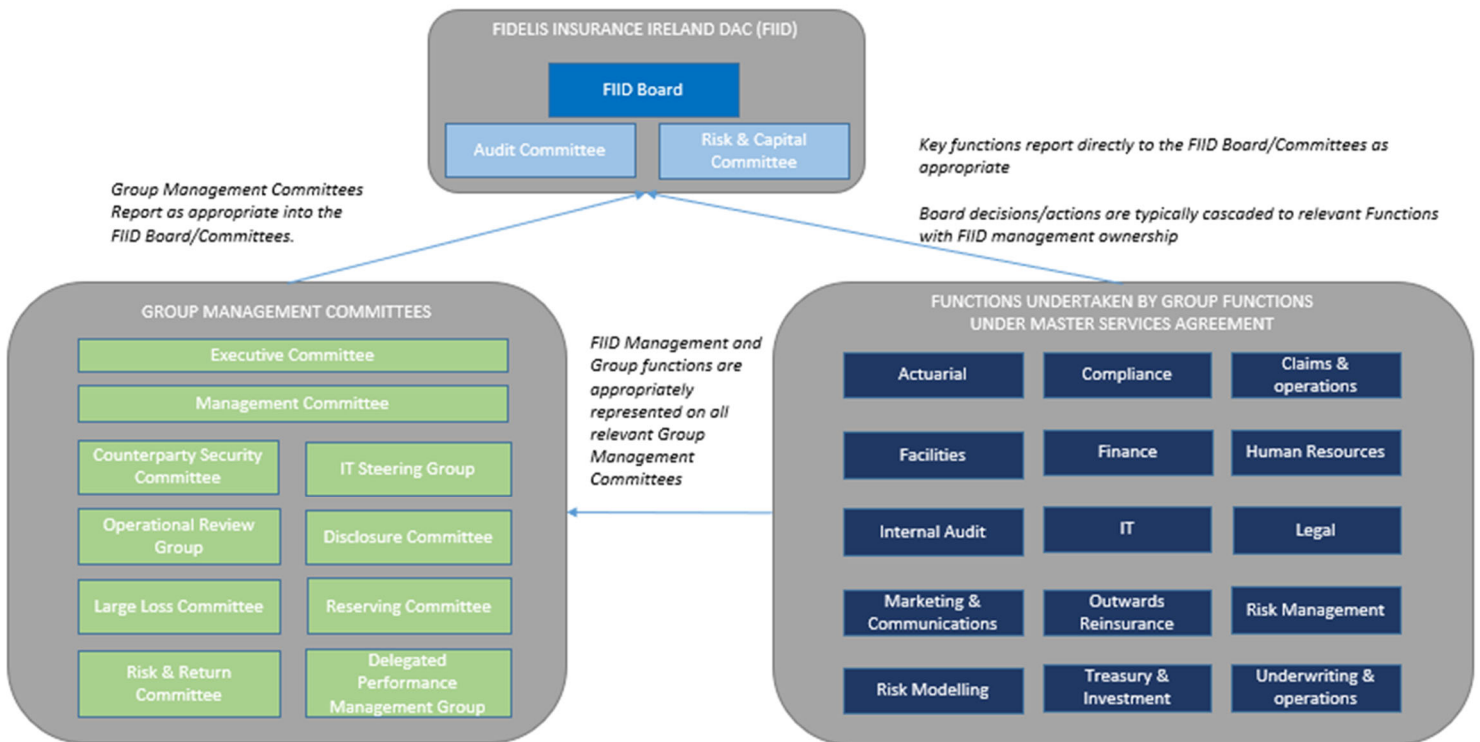 FIDELIS INSURANCE IRELAND DAC (FIID)
FIID Board
Audit Committee
Risk & Capital
Committee
Group Management Committees
Report as appropriate into the
FIID Board/Committees.
Key functions report directly to the FIID Board/Committees as
appropriate
Board decisions/actions are typically cascaded to relevant Functions
with FIID management ownership
GROUP MANAGEMENT COMMITTEES
Executive Committee
Management Committee
Counterparty Security
Committee
IT Steering Group
Operational Review
Group
Disclosure Committee
Large Loss Committee
Reserving Committee
Risk & Return
Committee
Delegated
Performance
Management Group
FIID Management and
Group functions are
appropriately
represented on all
relevant Group
Management
Committees
FUNCTIONS UNDERTAKEN BY GROUP FUNCTIONS
UNDER MASTER SERVICES AGREEMENT
Actuarial
Compliance
Claims &
operations
Facilities
Finance
Human Resources
Internal Audit
IT
Legal
Marketing &
Communications
Outwards
Reinsurance
Risk Management
Risk Modelling
Treasury &
Investment
Underwriting &
operations